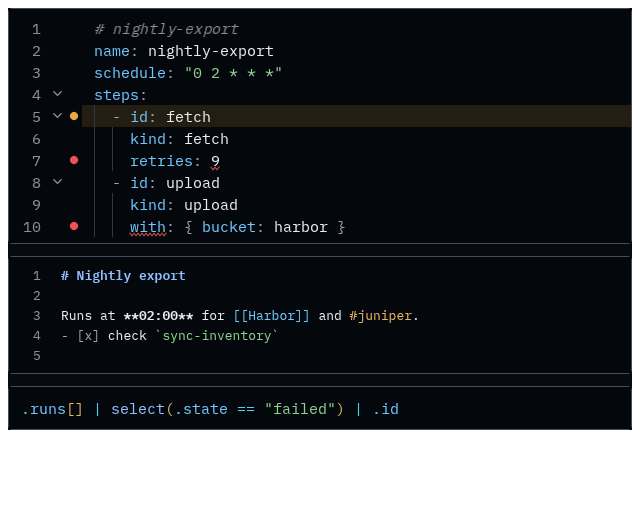 1 # nightly-export
2 name: nightly-export
3 schedule: "0 2 * * *"
4 steps:
5 - id: fetch
6 kind: fetch
7 retries: 9
8 - id: upload
9 kind: upload
10 with: { bucket: harbor }
1 # Nightly export
2
3 Runs at **02:00** for [[Harbor]] and #juniper.
4 - [x] check `sync-inventory`
5
.runs[] | select(.state == "failed") | .id